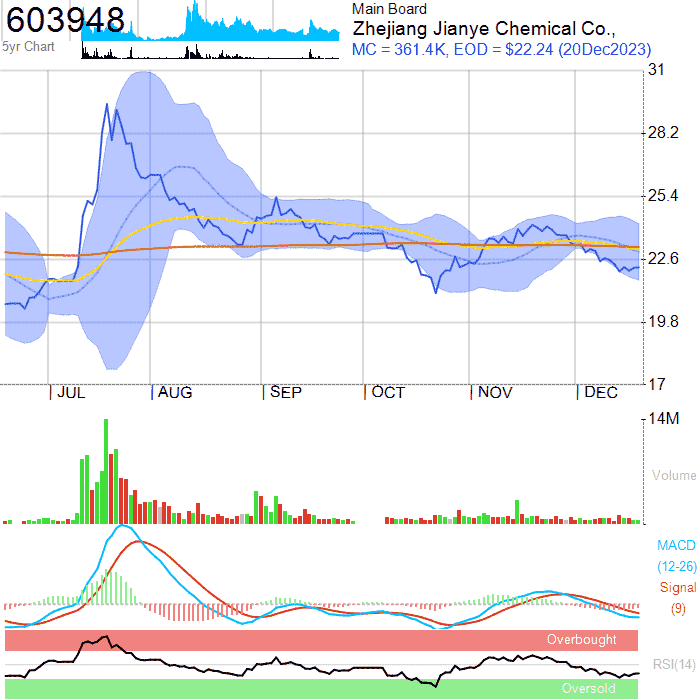 603948
5yr Chart
Main Board
Zhejiang Jianye Chemical Co.,
MC = 361.4K, EOD = $22.24 (20Dec2023)
31
28.2
25.4
22.6
19.8
17
JUL AUG SEP OCT NOV DEC
14M
Volume
MACD
(12-26)
Signal
(9)
Overbought
RSI(14)
Oversold